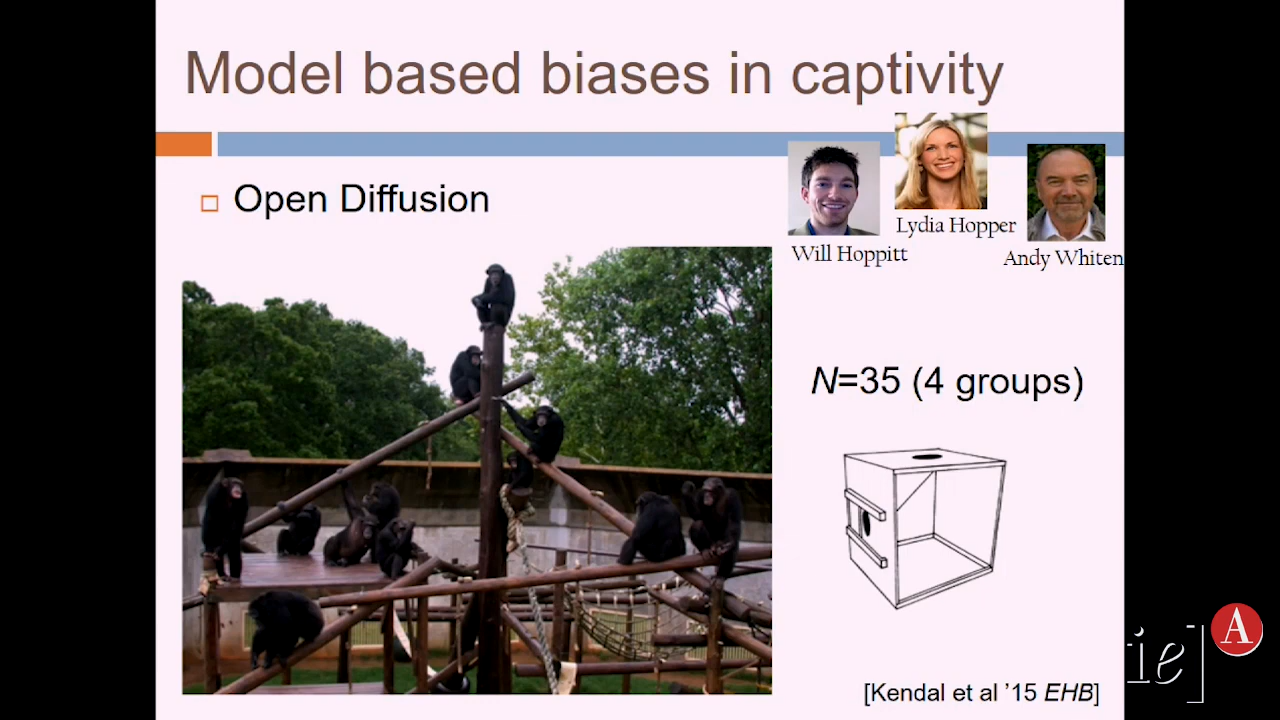 Model based biases in captivity
Open Diffusion
Lydia Hopper
Will Hoppitt
Andy Whiten
N=35 (4 groups)
[Kendal et al ’15 EHB]
ie]
A